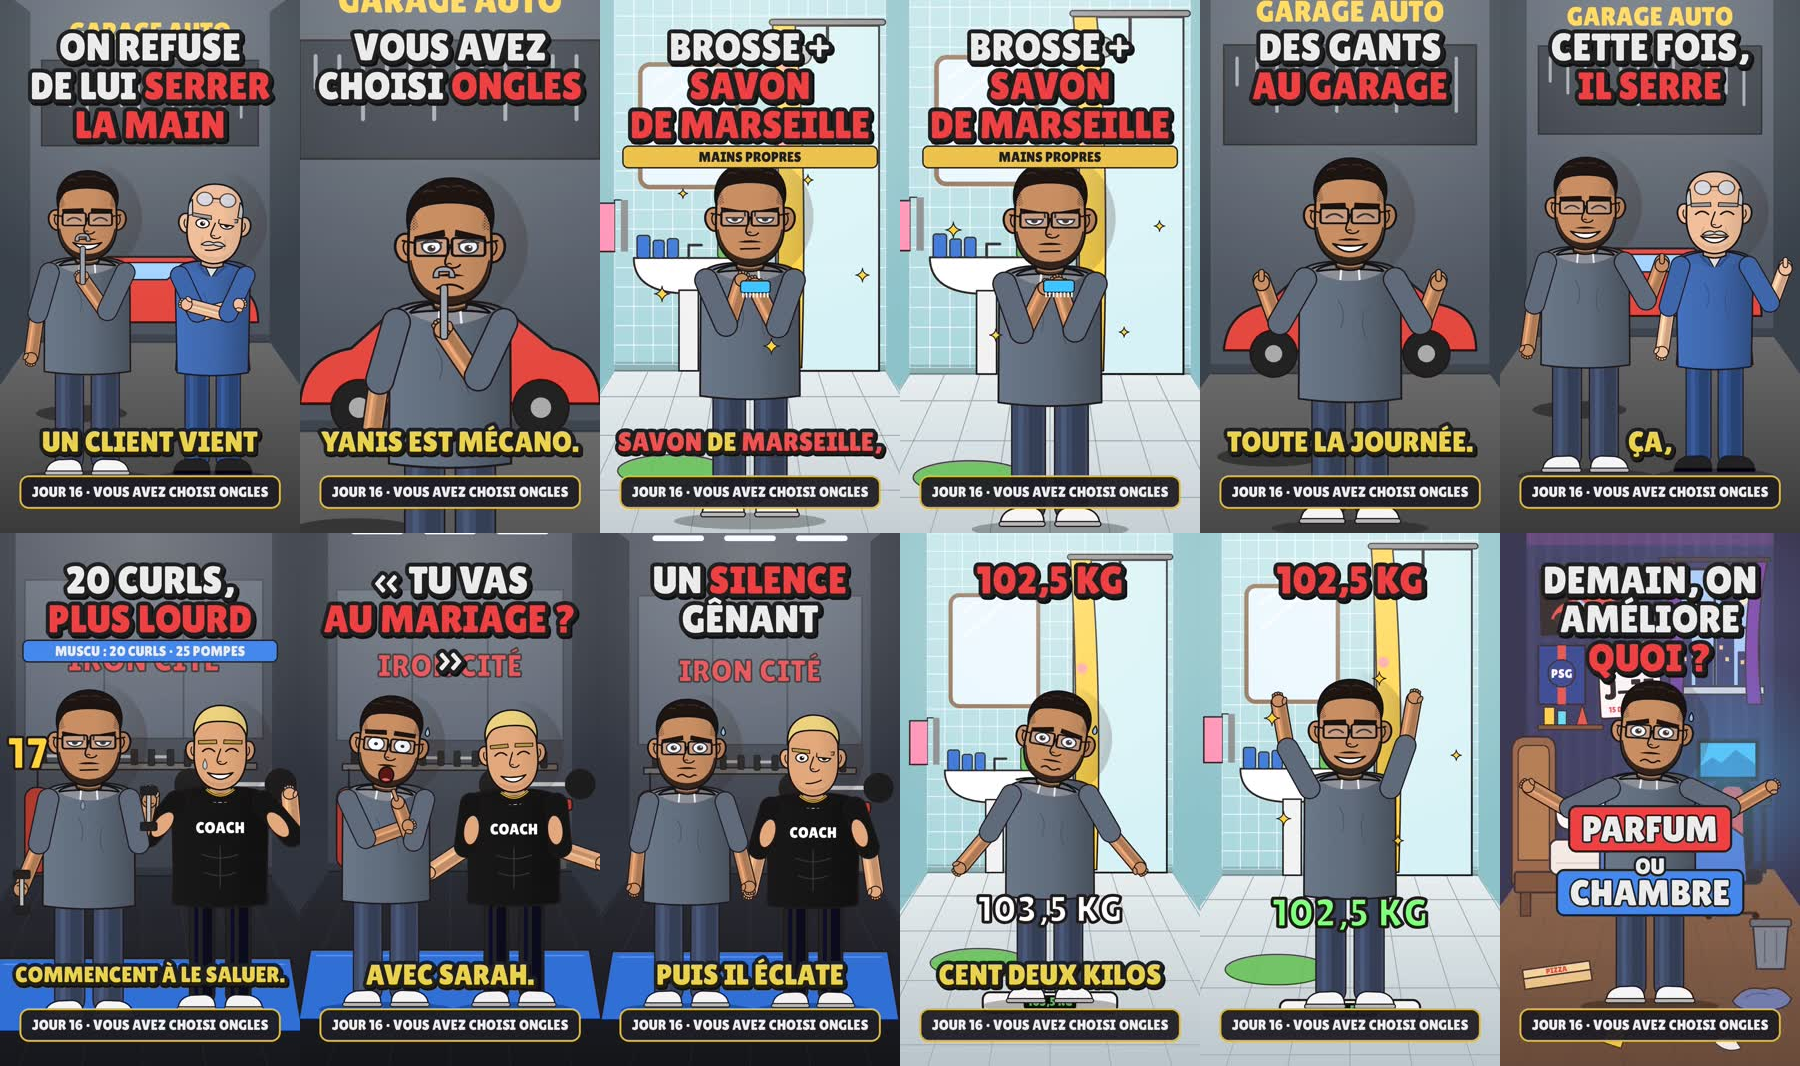 GARAGE AUTO
ON REFUSE
DE LUI SERRER
LA MAIN
UN CLIENT VIENT
JOUR 16 · VOUS AVEZ CHOISI ONGLES
GARAGE AUTO
VOUS AVEZ
CHOISI ONGLES
YANIS EST MÉCANO.
JOUR 16 · VOUS AVEZ CHOISI ONGLES
BROSSE +
SAVON
DE MARSEILLE
MAINS PROPRES
SAVON DE MARSEILLE,
JOUR 16 · VOUS AVEZ CHOISI ONGLES
BROSSE +
SAVON
DE MARSEILLE
MAINS PROPRES
JOUR 16 · VOUS AVEZ CHOISI ONGLES
GARAGE AUTO
DES GANTS
AU GARAGE
TOUTE LA JOURNÉE.
JOUR 16 · VOUS AVEZ CHOISI ONGLES
GARAGE AUTO
CETTE FOIS,
IL SERRE
ÇA,
JOUR 16 · VOUS AVEZ CHOISI ONGLES
20 CURLS,
PLUS LOURD
MUSCU : 20 CURLS · 25 POMPES
IRON CITÉ
17
COACH
COMMENCENT À LE SALUER.
JOUR 16 · VOUS AVEZ CHOISI ONGLES
« TU VAS
AU MARIAGE ?
»
IRON CITÉ
COACH
AVEC SARAH.
JOUR 16 · VOUS AVEZ CHOISI ONGLES
UN SILENCE
GÊNANT
IRON CITÉ
COACH
PUIS IL ÉCLATE
JOUR 16 · VOUS AVEZ CHOISI ONGLES
102,5 KG
103,5 KG
CENT DEUX KILOS
JOUR 16 · VOUS AVEZ CHOISI ONGLES
102,5 KG
102,5 KG
JOUR 16 · VOUS AVEZ CHOISI ONGLES
DEMAIN, ON
AMÉLIORE
QUOI ?
PSG
PARFUM
OU
CHAMBRE
PIZZA
JOUR 16 · VOUS AVEZ CHOISI ONGLES